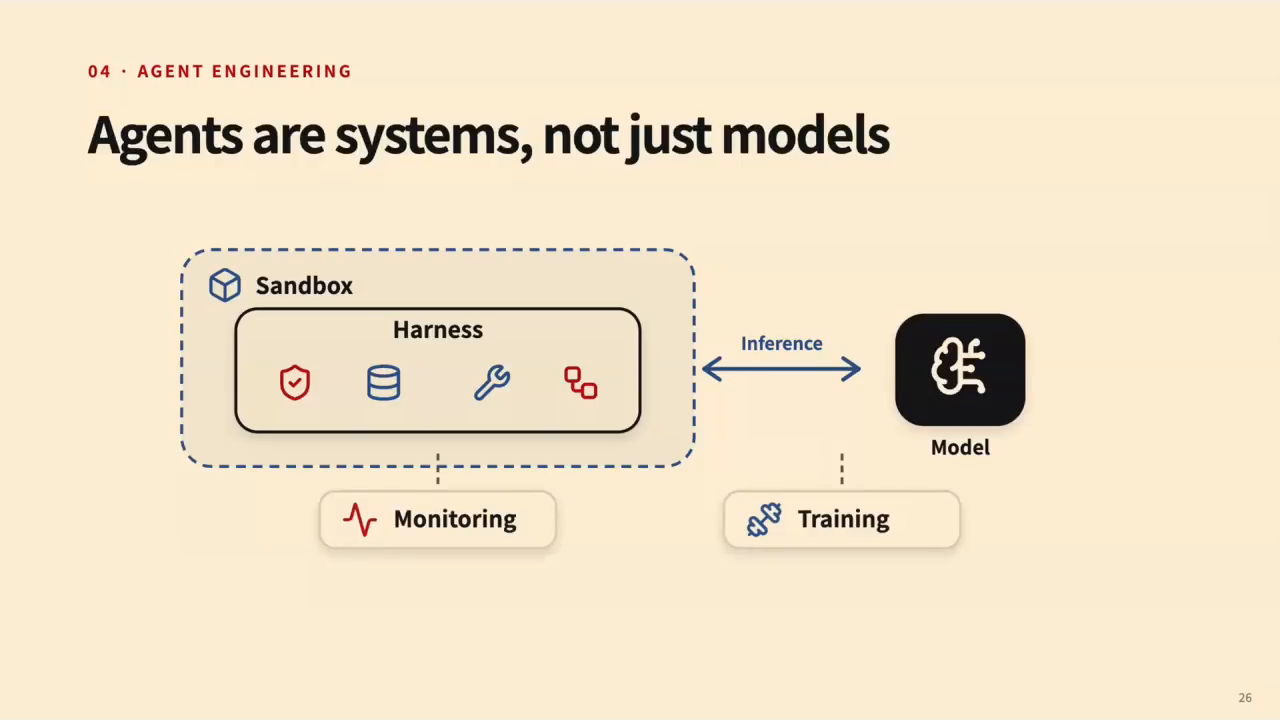 04 · AGENT ENGINEERING
Agents are systems, not just models
Sandbox
Harness
Inference
Model
Monitoring
Training
26